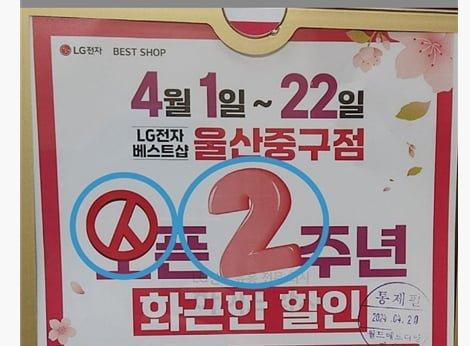 LG전자 BEST SHOP
4월 1일 ~ 22일
LG전자
베스트샵 울산중구점
오픈 2주년
화끈한 할인
통제필
2024.04.20